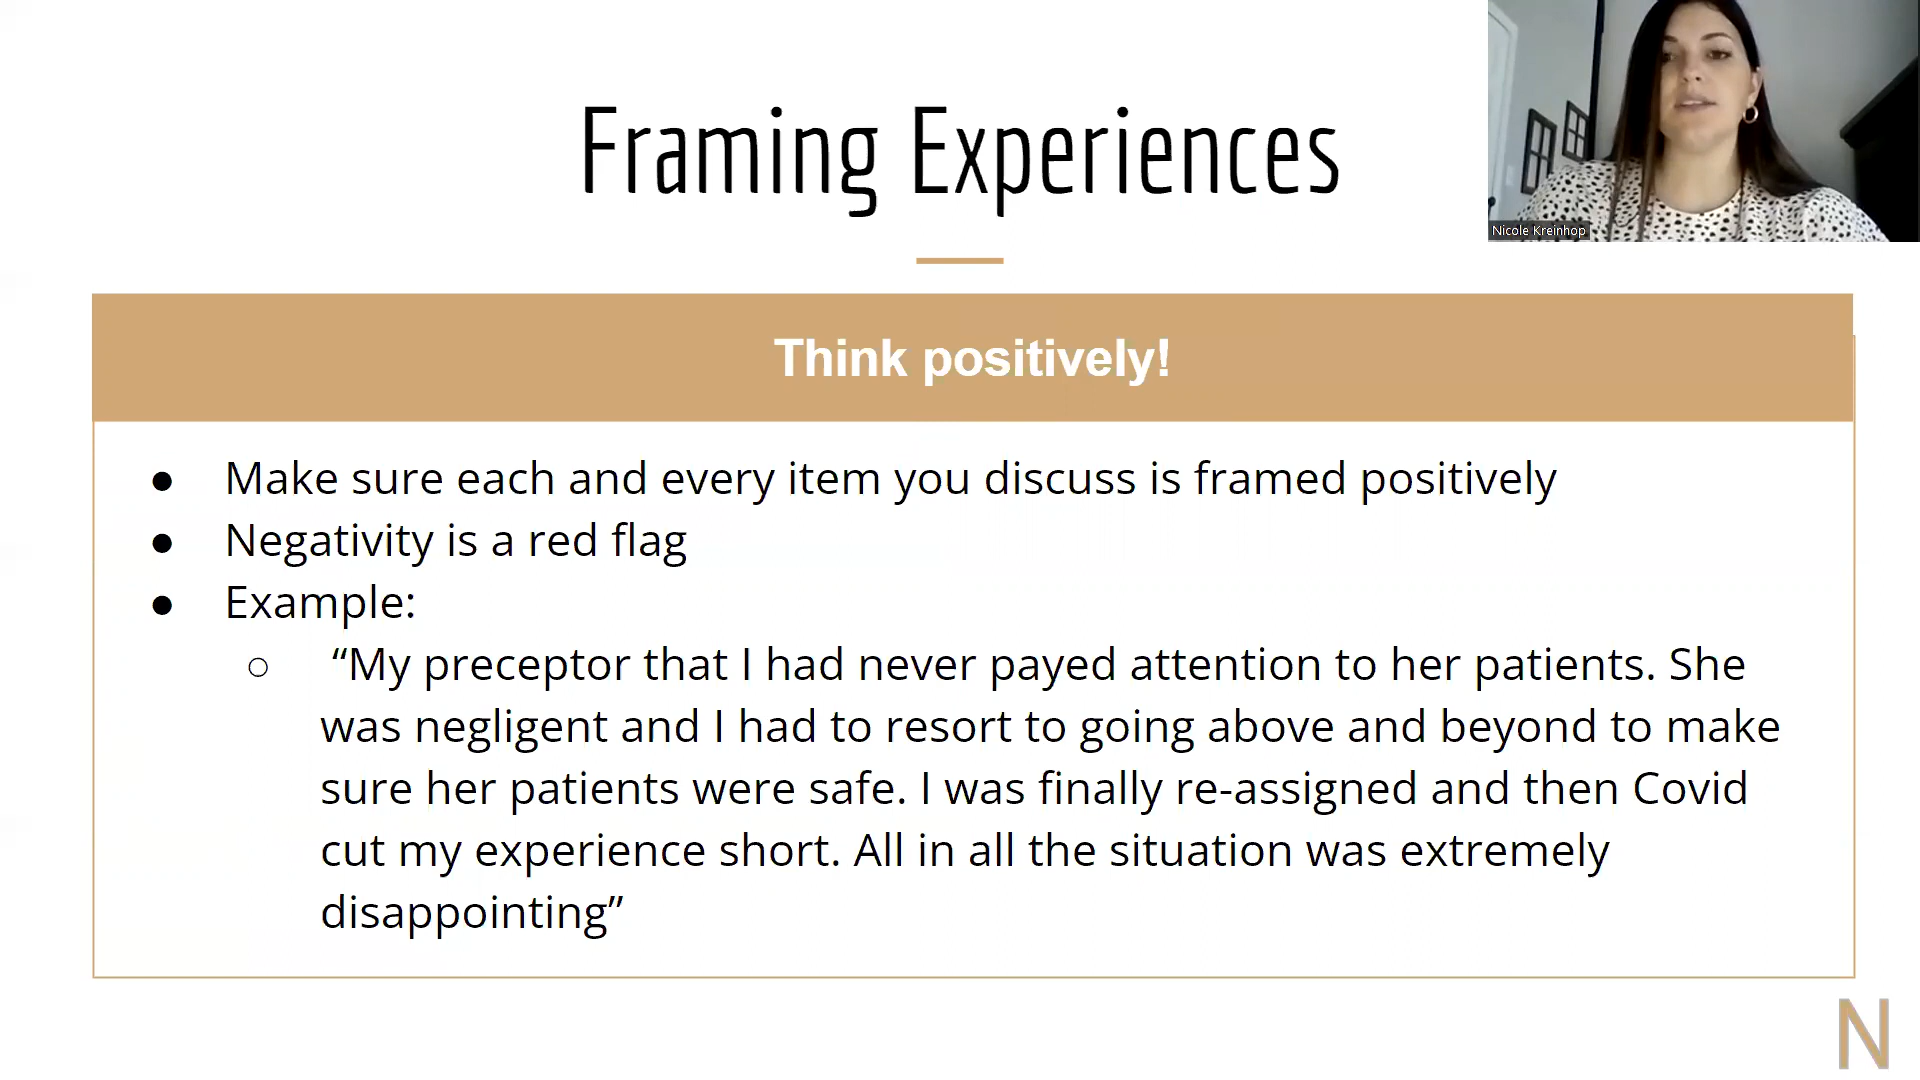 Framing Experiences
Nicole Kreinhop
Think positively!
● Make sure each and every item you discuss is framed positively
● Negativity is a red flag
● Example:
○ “My preceptor that I had never payed attention to her patients. She
was negligent and I had to resort to going above and beyond to make
sure her patients were safe. I was finally re-assigned and then Covid
cut my experience short. All in all the situation was extremely
disappointing”
N